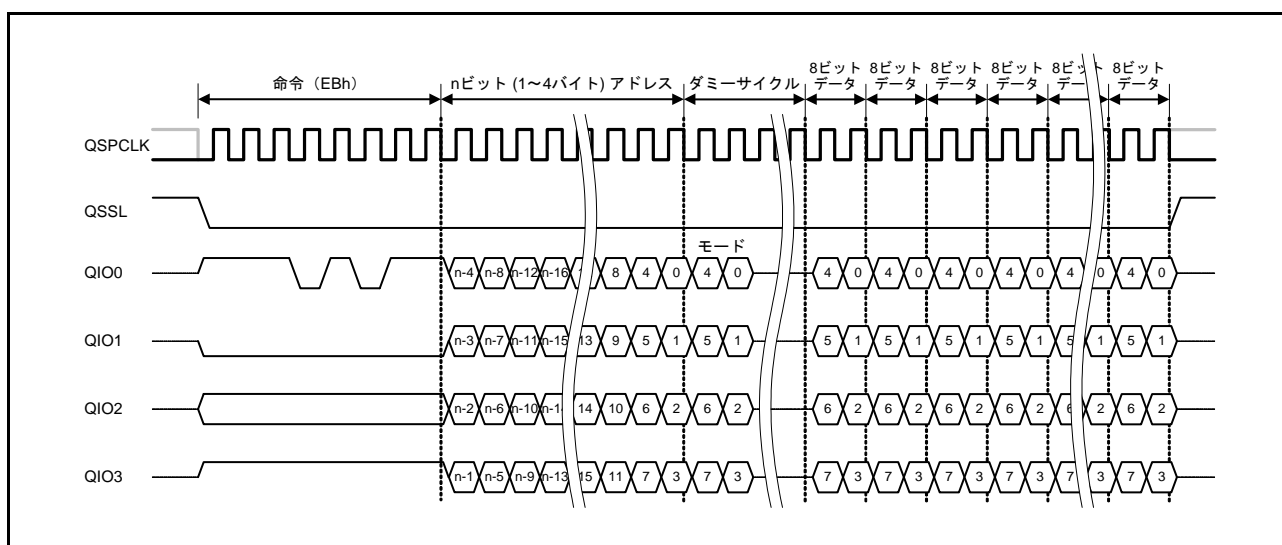 8ビット 8ビット 8ビット 8ビット 8ビット 8ビット
命令（EBh） nビット (1～4バイト) アドレス ダミーサイクル データ データ データ データ データ データ
QSPCLK
QSSL
モード
QIO0 n-4 n-8 n-12 n-16 8 4 0 4 0 4 0 4 0 4 0 4 0 4 0 4 0
QIO1 n-3 n-7 n-11 n-15 13 9 5 1 5 1 5 1 5 1 5 1 5 1 5 1 5 1
QIO2 n-2 n-6 n-10 n-14 14 10 6 2 6 2 6 2 6 2 6 2 6 2 6 2 6 2
QIO3 n-1 n-5 n-9 n-13 15 11 7 3 7 3 7 3 7 3 7 3 7 3 7 3 7 3